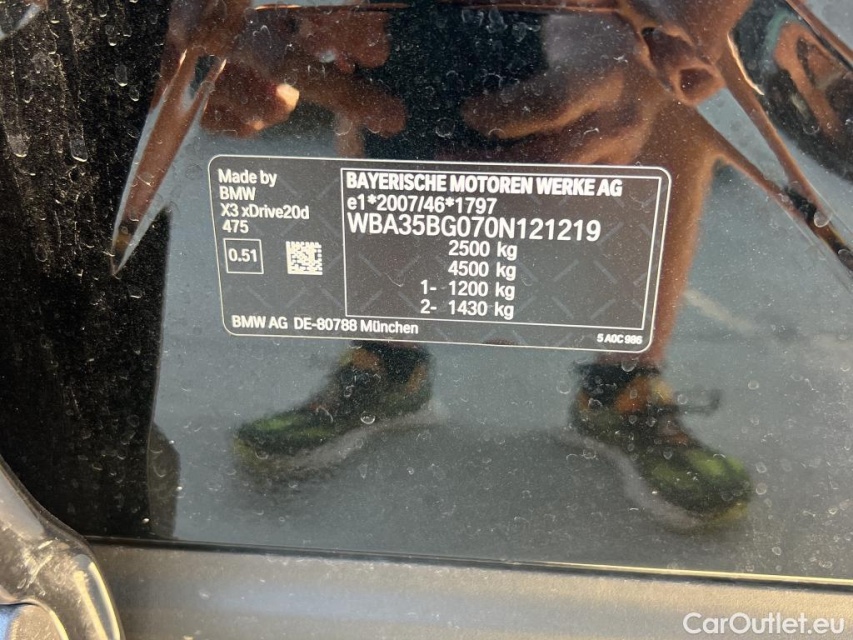 Made by
BMW
X3 xDrive20d
475
0.51
BAYERISCHE MOTOREN WERKE AG
e1*2007/46*1797
WBA35BG070N121219
2500 kg
4500 kg
1- 1200 kg
2- 1430 kg
BMW AG DE-80788 München
5 A0C 986
CarOutlet.eu